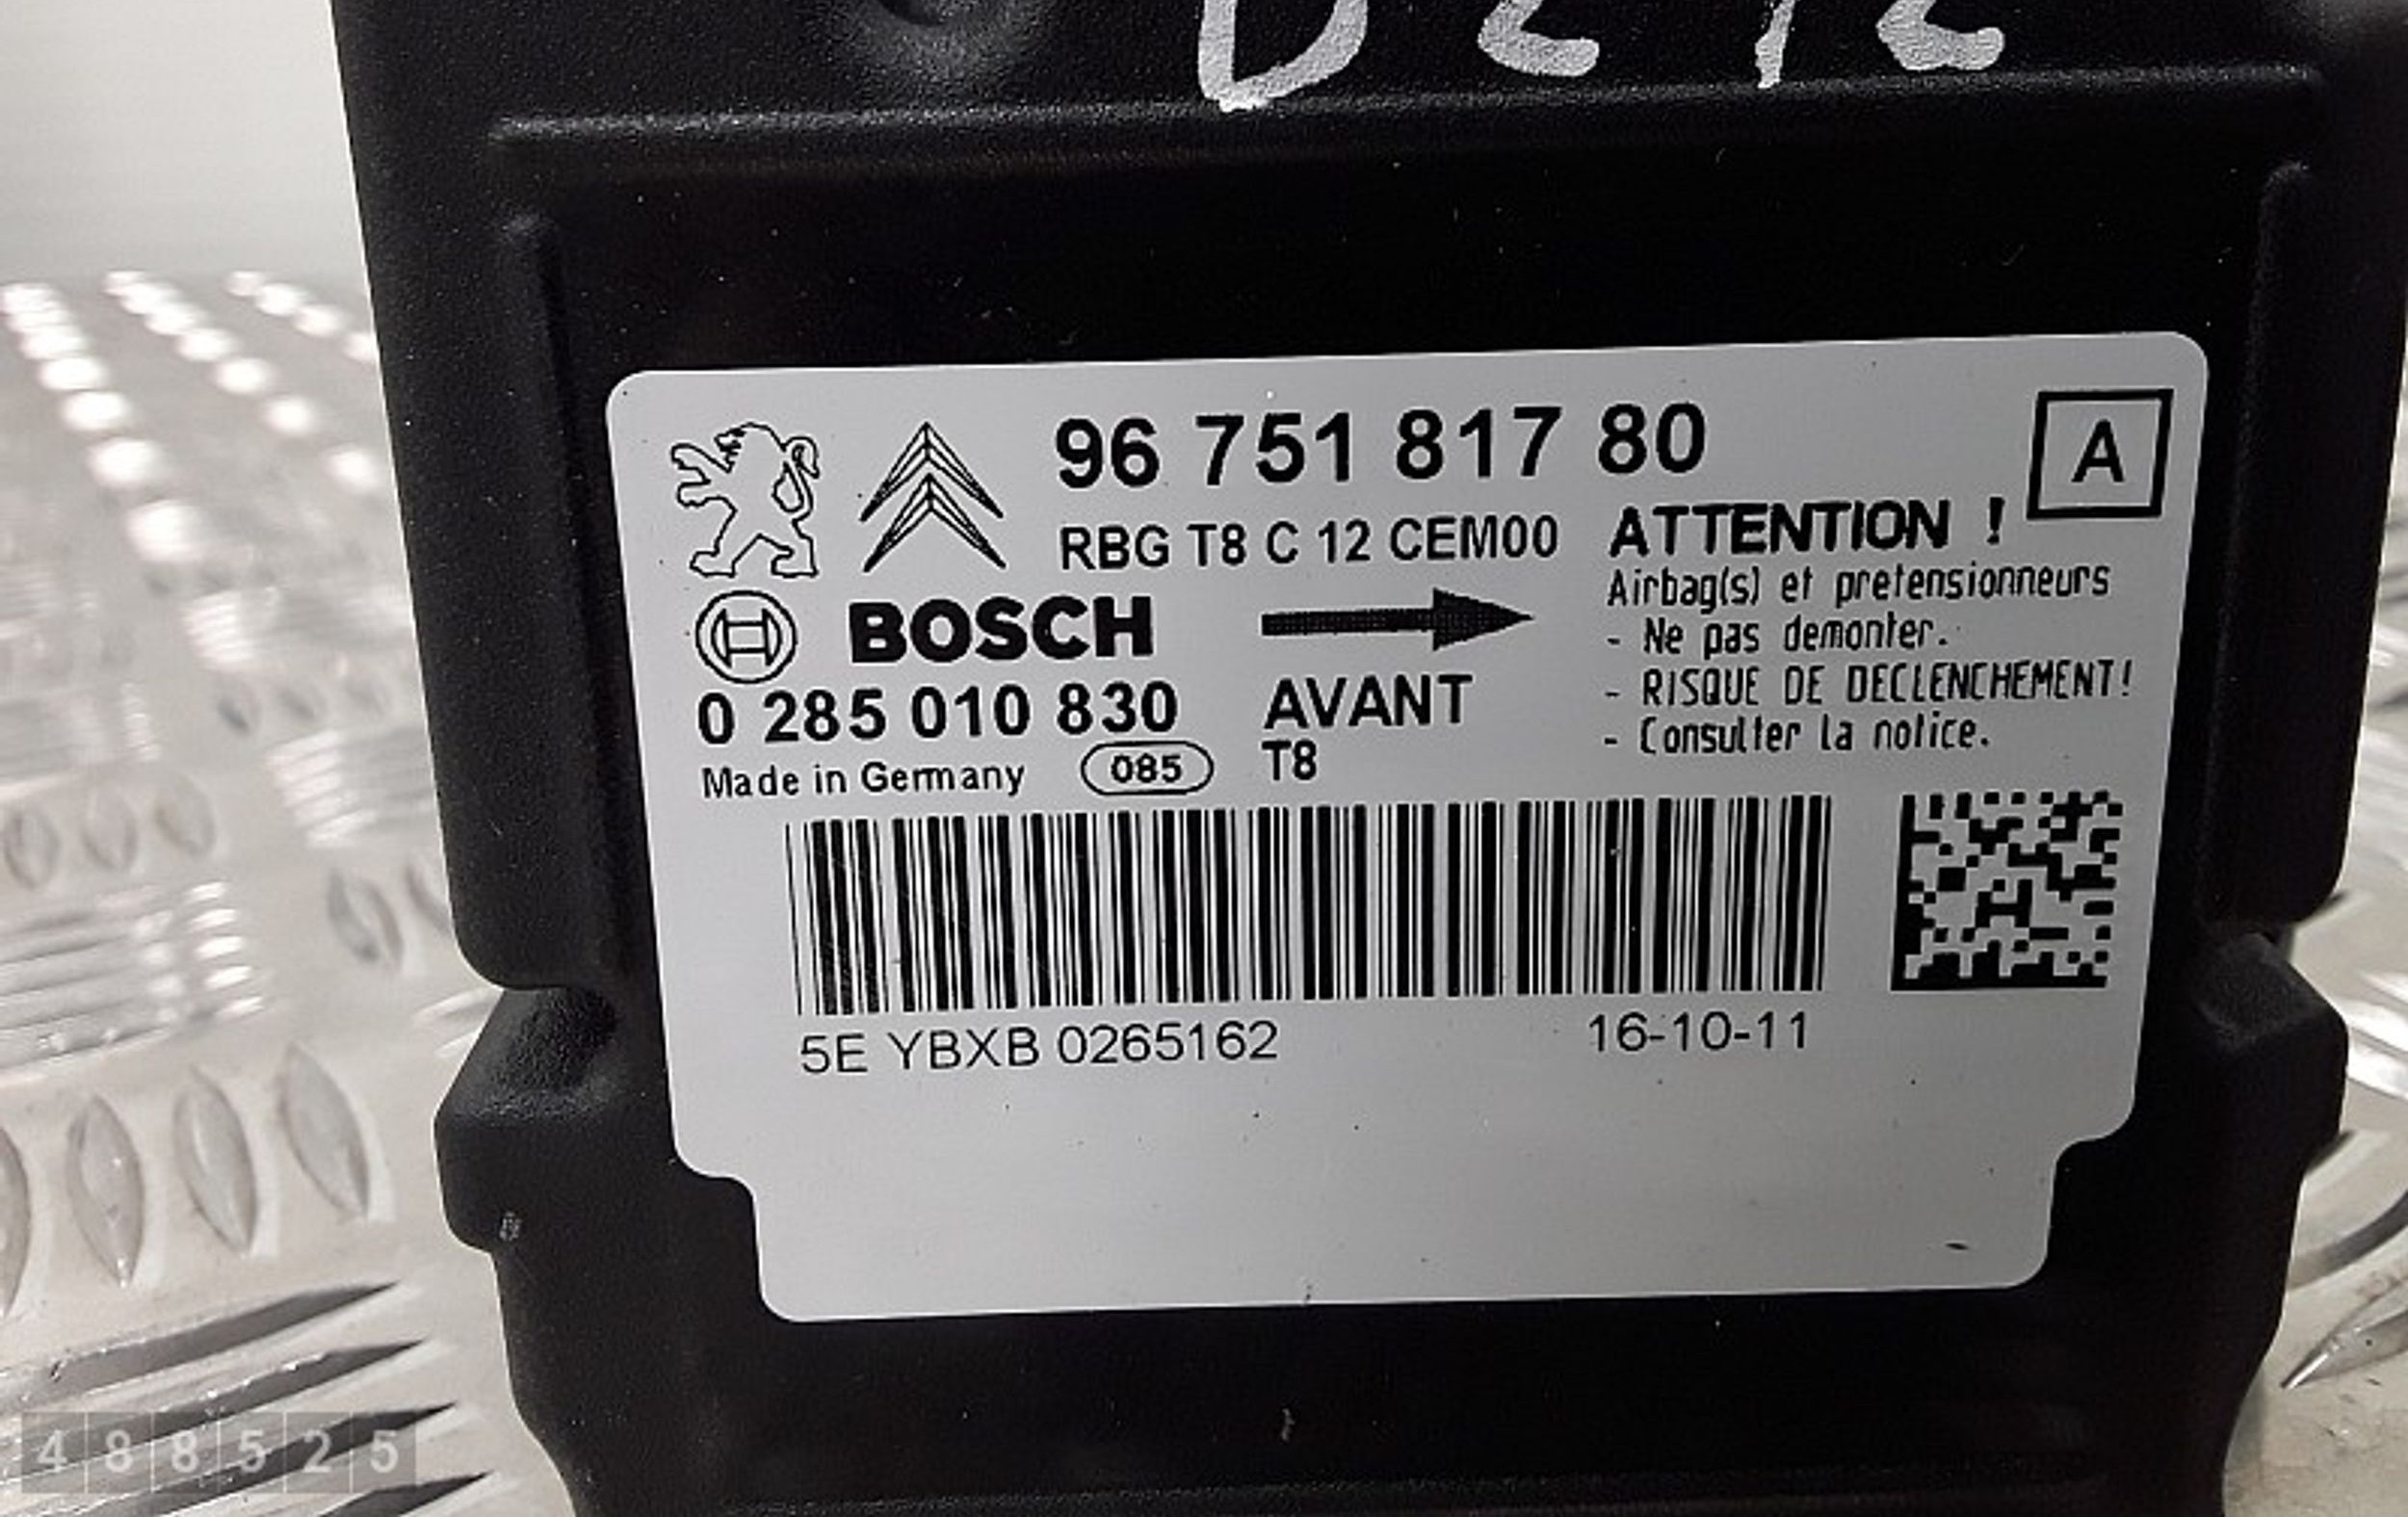 96 751 817 80
A
RBG T8 C 12 CEM00
ATTENTION !
Airbag(s) et pretensionneurs
- Ne pas demonter.
- RISQUE DE DECLENCHEMENT!
- Consulter la notice.
BOSCH
0 285 010 830
AVANT
Made in Germany
085
T8
5E YBXB 0265162
16-10-11
488525